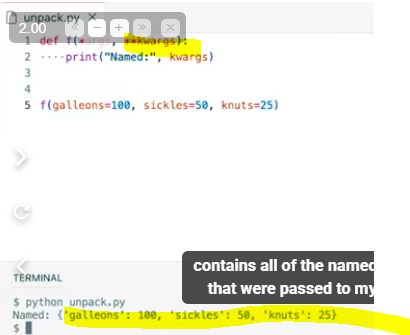 unpack.py ×
2.00
1 def f(*args, **kwargs):
2 ····print("Named:", kwargs)
3
4
5 f(galleons=100, sickles=50, knuts=25)
contains all of the named
that were passed to my
TERMINAL
$ python unpack.py
Named: {'galleons': 100, 'sickles': 50, 'knuts': 25}
$